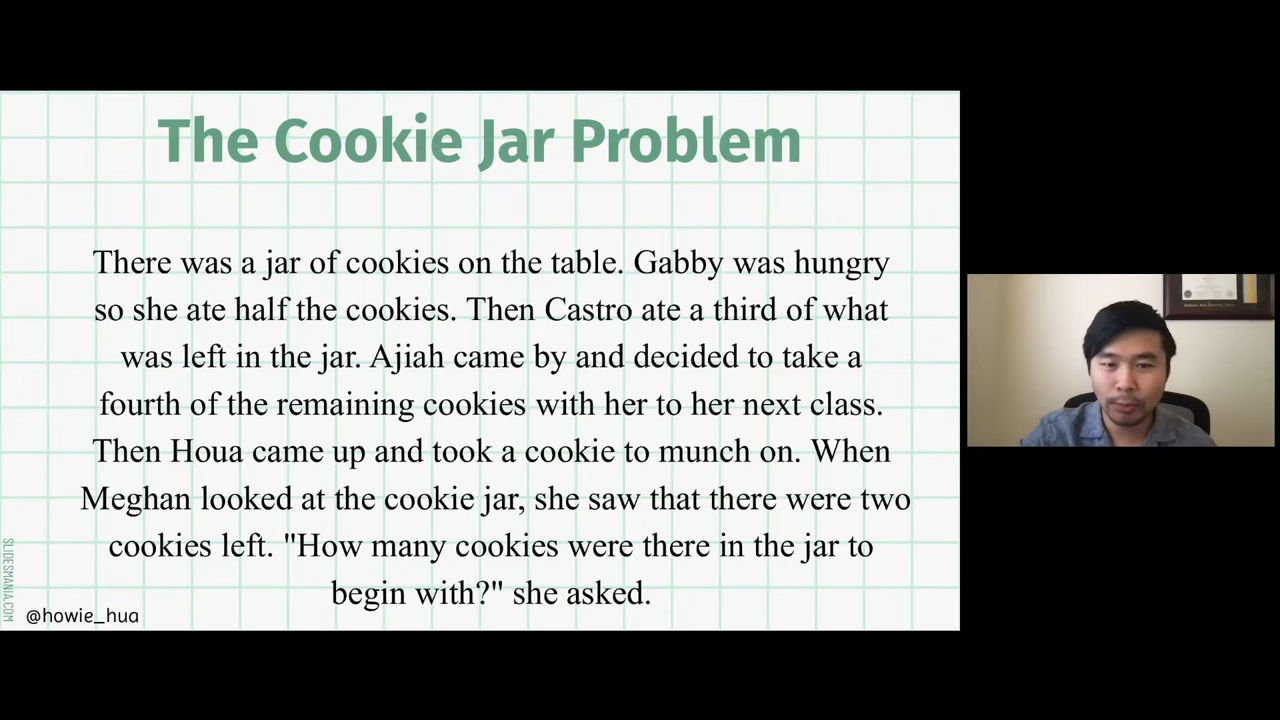 The Cookie Jar Problem
There was a jar of cookies on the table. Gabby was hungry
so she ate half the cookies. Then Castro ate a third of what
was left in the jar. Ajiah came by and decided to take a
fourth of the remaining cookies with her to her next class.
Then Houa came up and took a cookie to munch on. When
Meghan looked at the cookie jar, she saw that there were two
cookies left. "How many cookies were there in the jar to
begin with?" she asked.
SLIDESMANIA.COM
@howie_hua